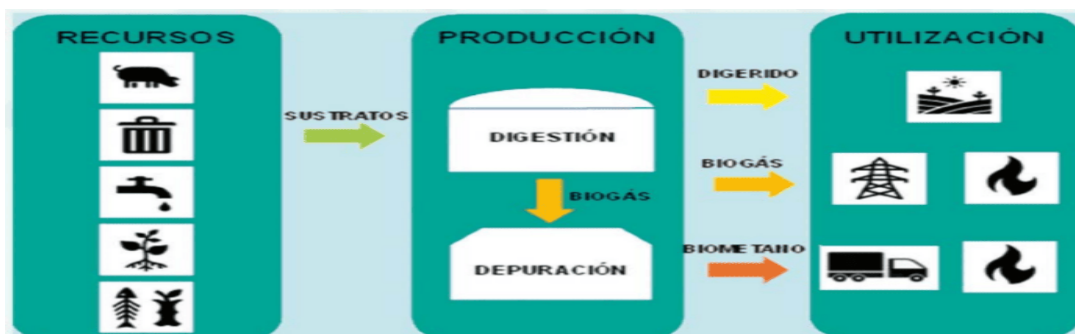 RECURSOS
SUSTRATOS
PRODUCCIÓN
DIGESTIÓN
BIOGÁS
DEPURACIÓN
DIGERIDO
BIOGÁS
BIOMETANO
UTILIZACIÓN